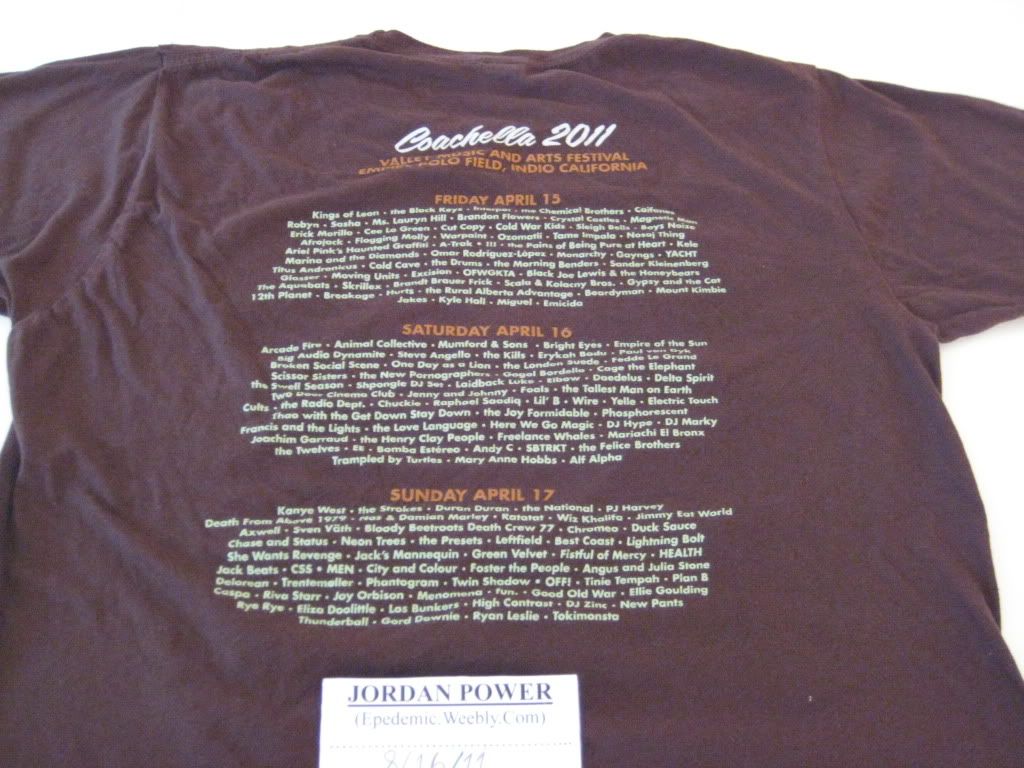 Coachella 2011
VALLEY MUSIC AND ARTS FESTIVAL
EMPIRE POLO FIELD, INDIO CALIFORNIA
FRIDAY APRIL 15
Kings of Leon • the Black Keys • Interpol • the Chemical Brothers • Caifanes
Robyn • Sasha • Ms. Lauryn Hill • Brandon Flowers • Crystal Castles • Magnetic Man
Erick Morillo • Cee Lo Green • Cut Copy • Cold War Kids • Sleigh Bells • Boys Noize
Afrojack • Flogging Molly • Warpaint • Ozomatli • Tame Impala • Nosaj Thing
Ariel Pink's Haunted Graffiti • A-Trak • !!! • the Pains of Being Pure at Heart • Kele
Marina and the Diamonds • Omar Rodriguez-López • Monarchy • Gayngs • YACHT
Titus Andronicus • Cold Cave • the Drums • the Morning Benders • Sander Kleinenberg
Glasser • Moving Units • Excision • OFWGKTA • Black Joe Lewis & the Honeybears
The Aquabats • Skrillex • Brandt Brauer Frick • Scala & Kolacny Bros. • Gypsy and the Cat
12th Planet • Breakage • Hurts • the Rural Alberta Advantage • Beardyman • Mount Kimbie
Jokes • Kyle Hall • Miguel • Emicida
SATURDAY APRIL 16
Arcade Fire • Animal Collective • Mumford & Sons • Bright Eyes • Empire of the Sun
Big Audio Dynamite • Steve Angello • the Kills • Erykah Badu • Paul van Dyk
Broken Social Scene • One Day as a Lion • the London Suede • Fedde Le Grand
Scissor Sisters • the New Pornographers • Gogol Bordello • Cage the Elephant
the Swell Season • Shpongle DJ Set • Laidback Luke • Elbow • Daedelus • Delta Spirit
Two Door Cinema Club • Jenny and Johnny • Foals • the Tallest Man on Earth
Cults • the Radio Dept. • Chuckie • Raphael Saadiq • Lil' B • Wire • Yelle • Electric Touch
Thao with the Get Down Stay Down • the Joy Formidable • Phosphorescent
Francis and the Lights • the Love Language • Here We Go Magic • DJ Hype • DJ Marky
Joachim Garraud • the Henry Clay People • Freelance Whales • Mariachi El Bronx
the Twelves • EE • Bomba Estéreo • Andy C • SBTRKT • the Felice Brothers
Trampled by Turtles • Mary Anne Hobbs • Alf Alpha
SUNDAY APRIL 17
Kanye West • the Strokes • Duran Duran • the National • PJ Harvey
Death From Above 1979 • Nas & Damian Marley • Ratatat • Wiz Khalifa • Jimmy Eat World
Axwell • Sven Väth • Bloody Beetroots Death Crew 77 • Chromeo • Duck Sauce
Chase and Status • Neon Trees • the Presets • Leftfield • Best Coast • Lightning Bolt
She Wants Revenge • Jack's Mannequin • Green Velvet • Fistful of Mercy • HEALTH
Jack Beats • CSS • MEN • City and Colour • Foster the People • Angus and Julia Stone
Delorean • Trentemøller • Phantogram • Twin Shadow • OFF! • Tinie Tempah • Plan B
Caspa • Riva Starr • Joy Orbison • Menomena • fun. • Good Old War • Ellie Goulding
Rye Rye • Eliza Doolittle • Los Bunkers • High Contrast • DJ Zinc • New Pants
Thunderball • Gord Downie • Ryan Leslie • Tokimonsta
JORDAN POWER
(Epedemic.Weebly.Com)
8/16/11